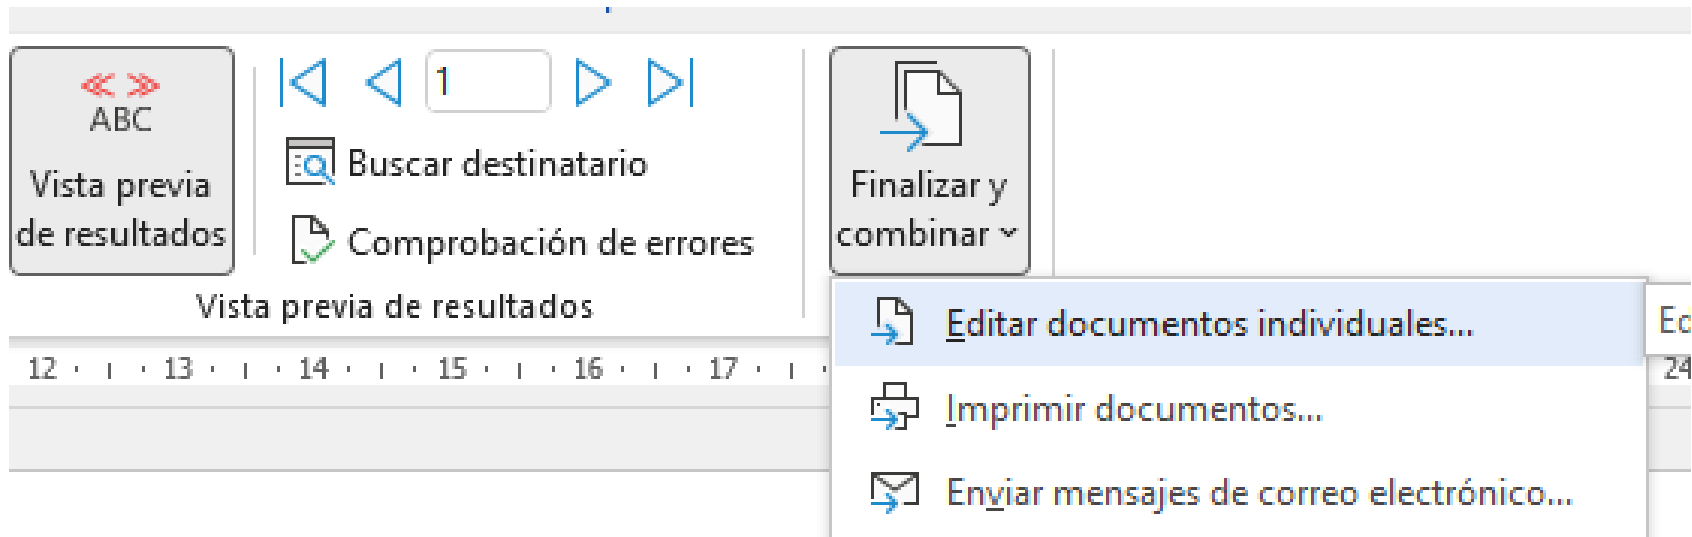 ABC
Vista previa
de resultados
1
Buscar destinatario
Comprobación de errores
Vista previa de resultados
Finalizar y
combinar
Editar documentos individuales...
Imprimir documentos...
Enviar mensajes de correo electrónico...
12 13 14 15 16 17 24